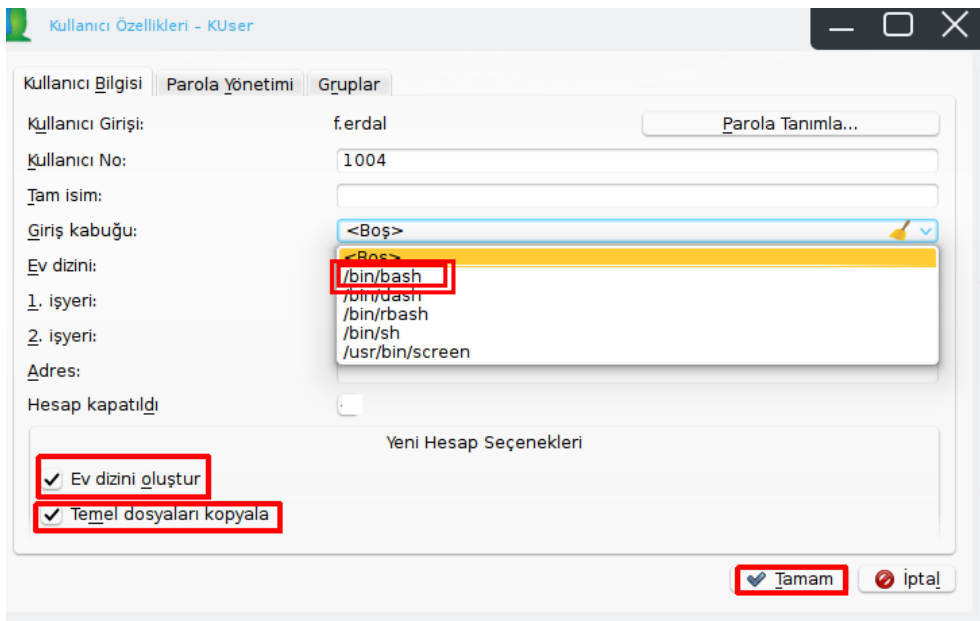 Kullanıcı Özellikleri – KUser
Kullanıcı Bilgisi Parola Yönetimi Gruplar
Kullanıcı Girişi: f.erdal Parola Tanımla...
Kullanıcı No: 1004
Tam isim:
Giriş kabuğu: <Boş>
<Boş>
Ev dizini: /bin/bash
/bin/dash
1. işyeri: /bin/rbash
2. işyeri: /bin/sh
/usr/bin/screen
Adres:
Hesap kapatıldı
Yeni Hesap Seçenekleri
Ev dizini oluştur
Temel dosyaları kopyala
Tamam İptal